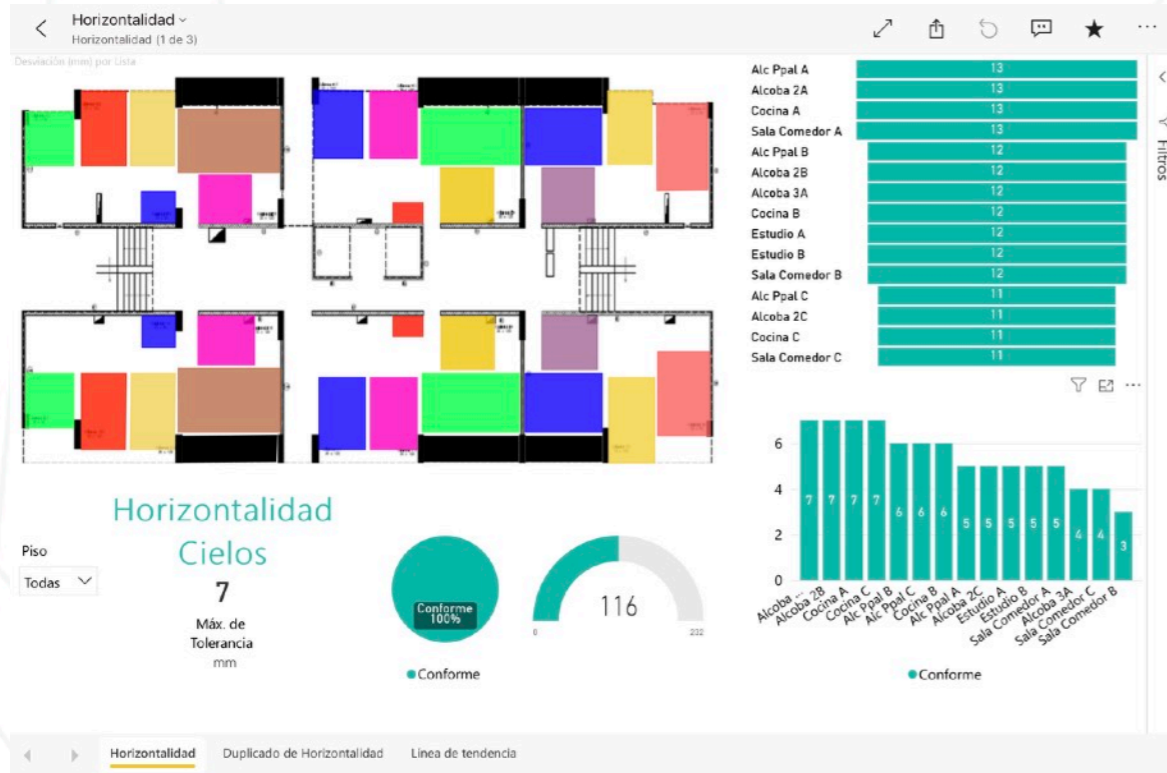 Horizontalidad
Horizontalidad (1 de 3)
Desviación (mm) por Lista
Alc Ppal A 13
Alcoba 2A 13
Cocina A 13
Sala Comedor A 13
Alc Ppal B 12
Alcoba 2B 12
Alcoba 3A 12
Cocina B 12
Estudio A 12
Estudio B 12
Sala Comedor B 12
Alc Ppal C 11
Alcoba 2C 11
Cocina C 11
Sala Comedor C 11
Filtros
Horizontalidad
Cielos
Piso
Todas
7
Máx. de
Tolerancia
mm
Conforme
100%
Conforme
116
0
232
6
4
2
0
7 7 7 7 6 6 6 5 5 5 5 5 4 4 3
Alcoba ...
Alcoba 2B
Cocina A
Cocina C
Alc Ppal B
Alc Ppal C
Cocina B
Alc Ppal A
Alcoba 2C
Estudio A
Estudio B
Sala Comedor A
Alcoba 3A
Sala Comedor C
Sala Comedor B
Conforme
Horizontalidad
Duplicado de Horizontalidad
Línea de tendencia